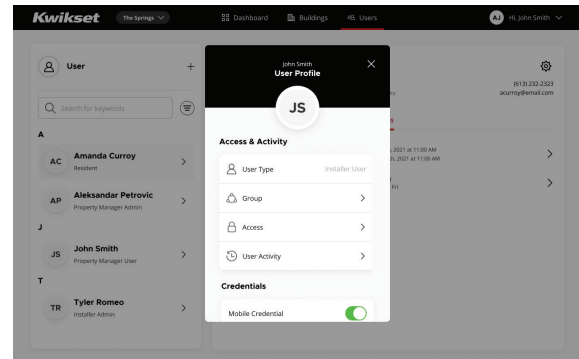 Kwikset
The Springs
Dashboard
Buildings
Users
AJ
Hi, John Smith
User
+
Search for keywords
A
AC
Amanda Curroy
Resident
AP
Aleksandar Petrovic
Property Manager Admin
J
JS
John Smith
Property Manager User
T
TR
Tyler Romeo
Installer Admin
John Smith
User Profile
JS
Access & Activity
User Type
Installer User
Group
Access
User Activity
Credentials
Mobile Credential
(613) 232-2323
acurroy@email.com
, 2021 at 11:00 AM
h, 2021 at 11:00 AM
Fri